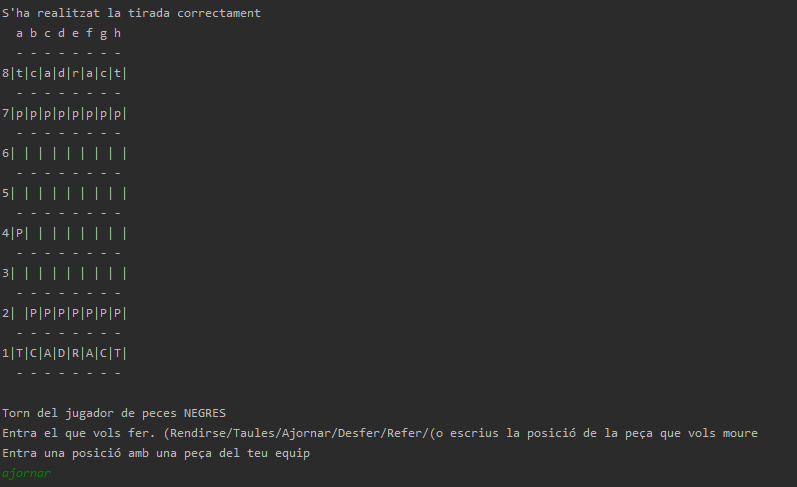 S'ha realitzat la tirada correctament
  a b c d e f g h
  - - - - - - - -
8|t|c|a|d|r|a|c|t|
  - - - - - - - -
7|p|p|p|p|p|p|p|p|
  - - - - - - - -
6| | | | | | | | |
  - - - - - - - -
5| | | | | | | | |
  - - - - - - - -
4|P| | | | | | | |
  - - - - - - - -
3| | | | | | | | |
  - - - - - - - -
2| |P|P|P|P|P|P|P|
  - - - - - - - -
1|T|C|A|D|R|A|C|T|
  - - - - - - - -
Torn del jugador de peces NEGRES
Entra el que vols fer. (Rendirse/Taules/Ajornar/Desfer/Refer/(o escrius la posició de la peça que vols moure
Entra una posició amb una peça del teu equip
ajornar